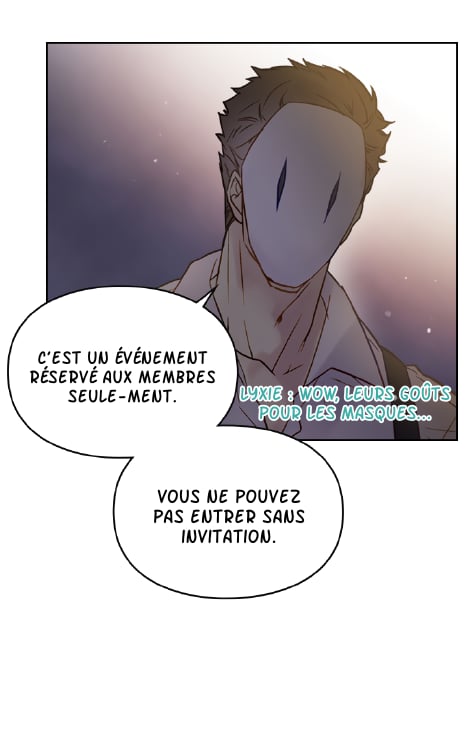 C'EST UN ÉVÉNEMENT
RÉSERVÉ AUX MEMBRES
SEULE-MENT.
LYXIE : WOW, LEURS GOÛTS
POUR LES MASQUES...
VOUS NE POUVEZ
PAS ENTRER SANS
INVITATION.